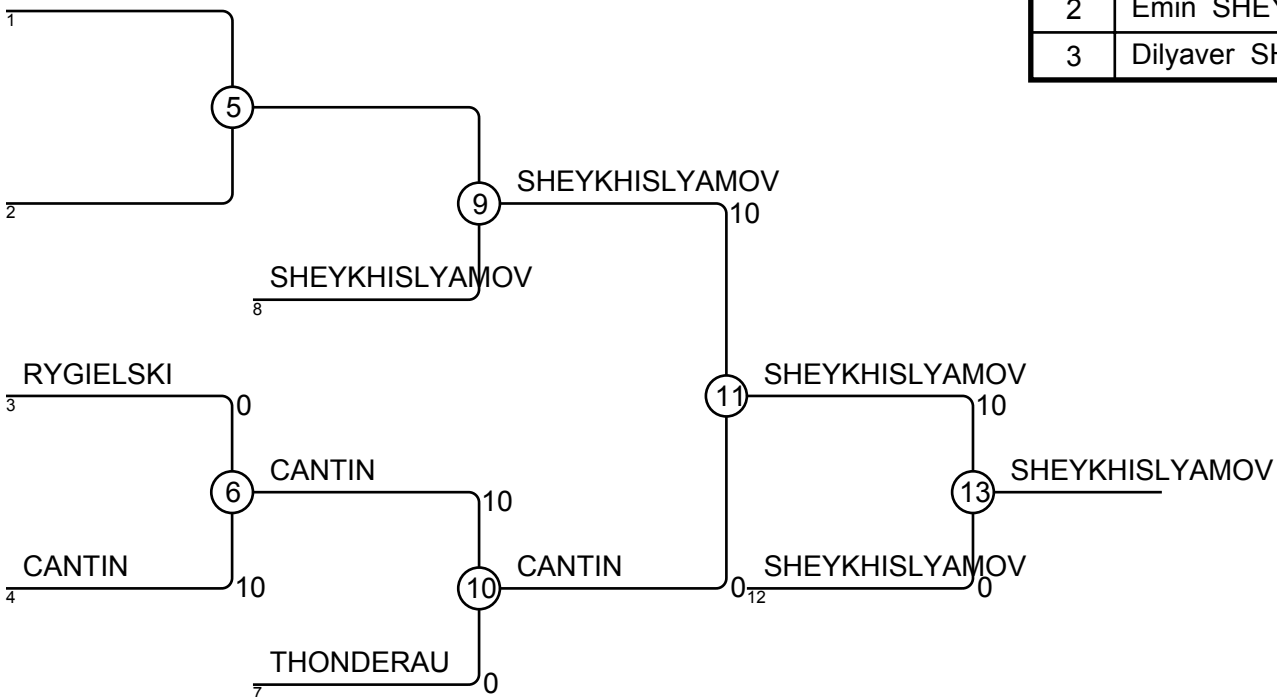 1
2 Emin SHEY
3 Dilyaver SH
5
2
SHEYKHISLYAMOV
9
10
SHEYKHISLYAMOV
8
RYGIELSKI
3
0
11
SHEYKHISLYAMOV
10
CANTIN
6
10
13
SHEYKHISLYAMOV
CANTIN
4
10
10
CANTIN
0
12
SHEYKHISLYAMOV
0
THONDERAU
7
0